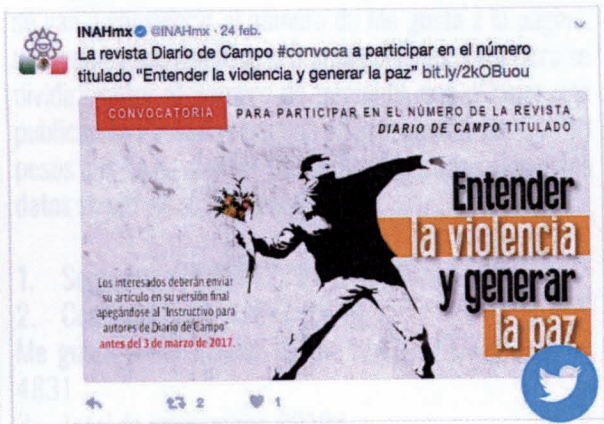 INAHmx @INAHmx · 24 feb.
La revista Diario de Campo #convoca a participar en el número
titulado “Entender la violencia y generar la paz” bit.ly/2kOBuou
CONVOCATORIA PARA PARTICIPAR EN EL NÚMERO DE LA REVISTA
DIARIO DE CAMPO TITULADO
Entender
la violencia
y generar
la paz
Los interesados deberán enviar
su artículo en su versión final
apegándose al "Instructivo para
autores de Diario de Campo"
antes del 3 de marzo de 2017.
2 1